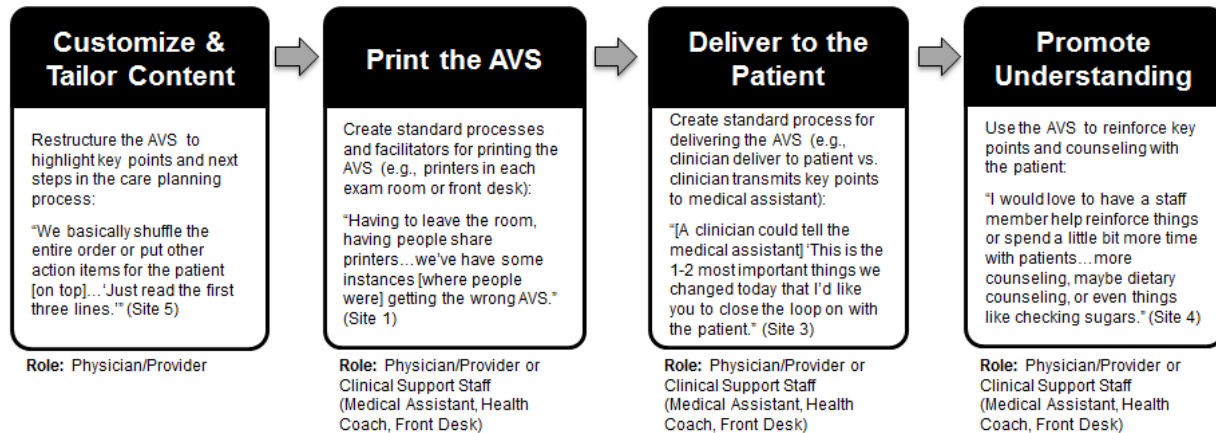 Customize &
Tailor Content
Restructure the AVS to
highlight key points and next
steps in the care planning
process:
“We basically shuffle the
entire order or put other
action items for the patient
[on top]…‘Just read the first
three lines.’” (Site 5)
Role: Physician/Provider
Print the AVS
Create standard processes
and facilitators for printing the
AVS (e.g., printers in each
exam room or front desk):
“Having to leave the room,
having people share
printers…we’ve have some
instances [where people
were] getting the wrong AVS.”
(Site 1)
Role: Physician/Provider or
Clinical Support Staff
(Medical Assistant, Health
Coach, Front Desk)
Deliver to the
Patient
Create standard process for
delivering the AVS (e.g.,
clinician deliver to patient vs.
clinician transmits key points
to medical assistant):
“[A clinician could tell the
medical assistant] ‘This is the
1-2 most important things we
changed today that I’d like
you to close the loop on with
the patient.” (Site 3)
Role: Physician/Provider or
Clinical Support Staff
(Medical Assistant, Health
Coach, Front Desk)
Promote
Understanding
Use the AVS to reinforce key
points and counseling with
the patient:
“I would love to have a staff
member help reinforce things
or spend a little bit more time
with patients…more
counseling, maybe dietary
counseling, or even things
like checking sugars.” (Site 4)
Role: Physician/Provider or
Clinical Support Staff
(Medical Assistant, Health
Coach, Front Desk)